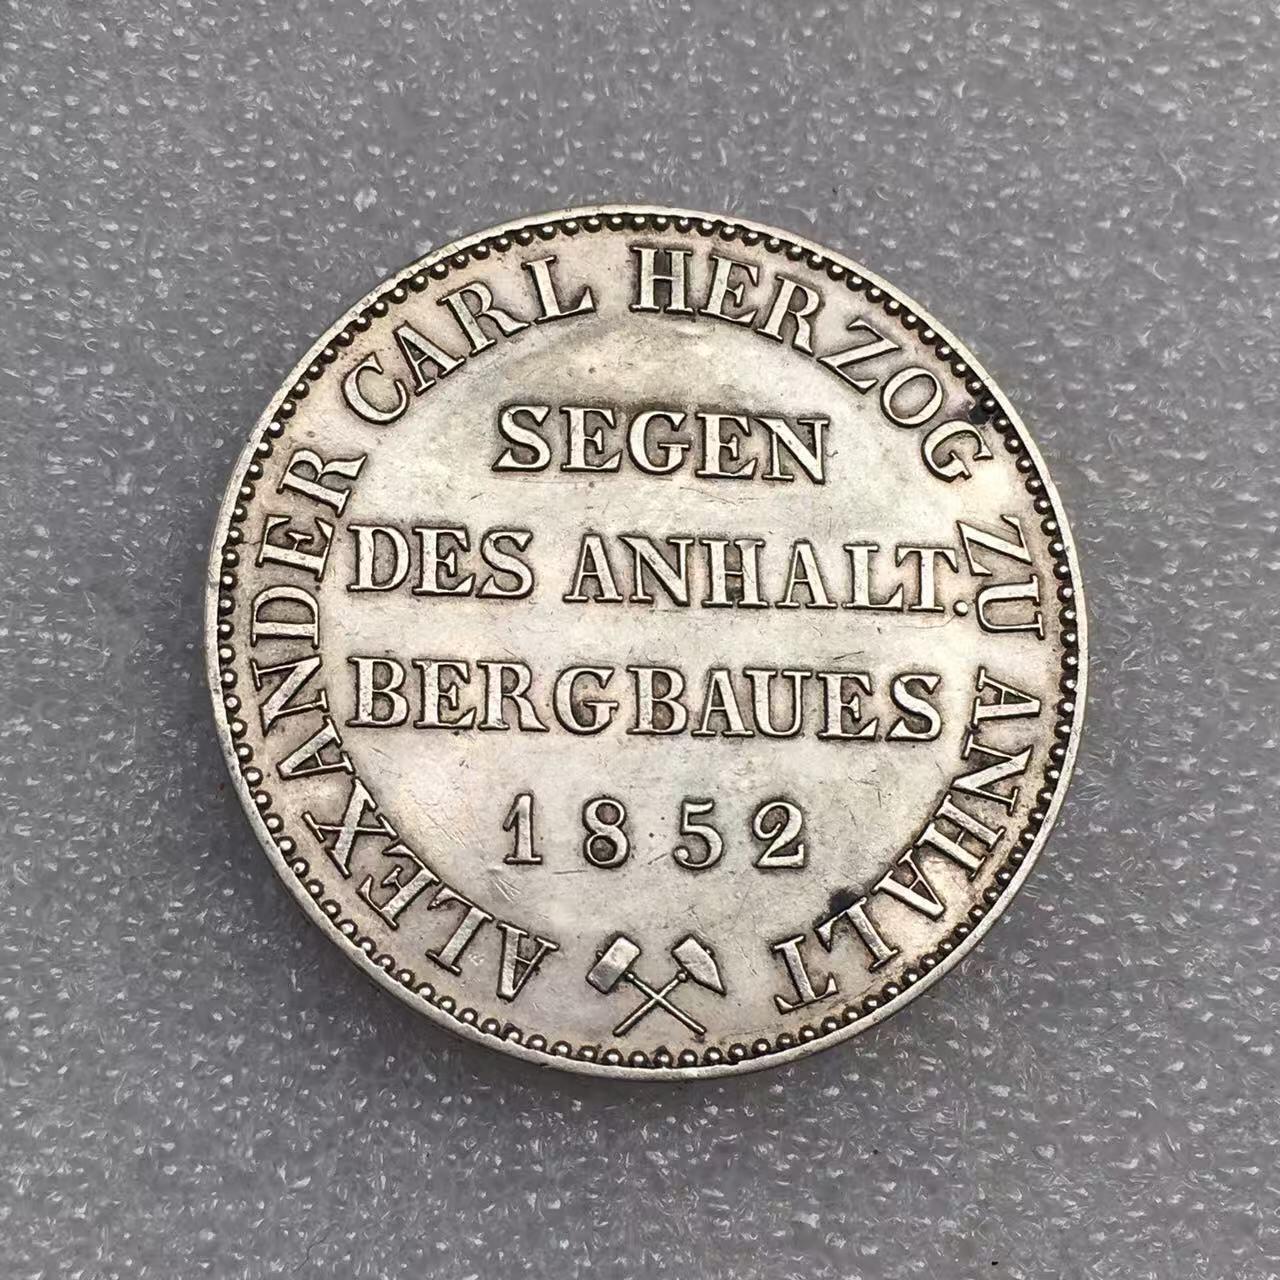 ALEXANDER CARL HERZOG ZU ANHALT
SEGEN
DES ANHALT.
BERGBAUES
1852